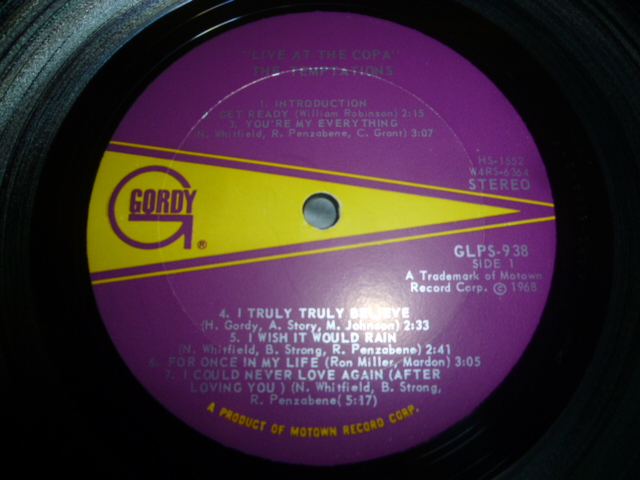 "LIVE AT THE COPA"
THE TEMPTATIONS
1. INTRODUCTION
GET READY (William Robinson) 2:15
3. YOU'RE MY EVERYTHING
(N. Whitfield, R. Penzabene, C. Grant) 3:07
HS-1552
W4RS-6364
STEREO
GORDY
®
GLPS-938
SIDE 1
A Trademark of Motown
Record Corp. © 1968
4. I TRULY TRULY BELIEVE
(H. Gordy, A. Story, M. Johnson) 2:33
5. I WISH IT WOULD RAIN
(N. Whitfield, B. Strong, R. Penzabene) 2:41
6. FOR ONCE IN MY LIFE (Ron Miller, Mardon) 3:05
7. I COULD NEVER LOVE AGAIN (AFTER
LOVING YOU ) (N. Whitfield, B. Strong,
R. Penzabene( 5:17)
A PRODUCT OF MOTOWN RECORD CORP.